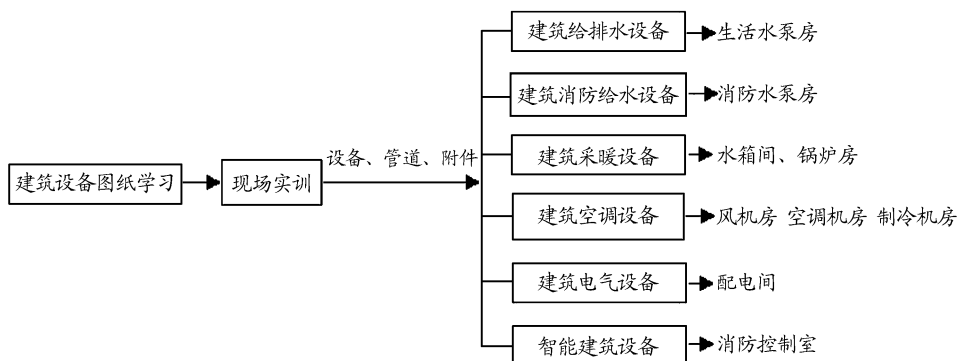 建筑给排水设备 生活水泵房
建筑消防给水设备 消防水泵房
设备、管道、附件
建筑采暖设备 水箱间、锅炉房
建筑设备图纸学习 现场实训
建筑空调设备 风机房 空调机房 制冷机房
建筑电气设备 配电间
智能建筑设备 消防控制室